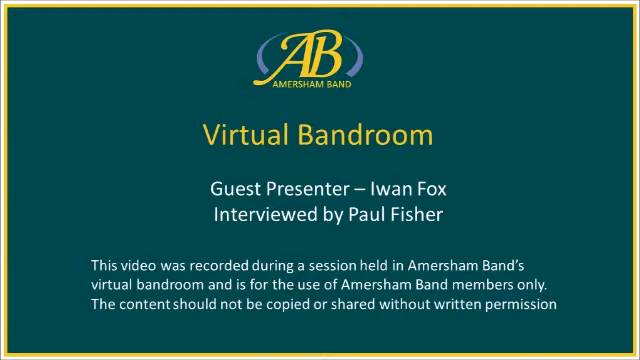 AB
AMERSHAM BAND
Virtual Bandroom
Guest Presenter – Iwan Fox
Interviewed by Paul Fisher
This video was recorded during a session held in Amersham Band's
virtual bandroom and is for the use of Amersham Band members only.
The content should not be copied or shared without written permission